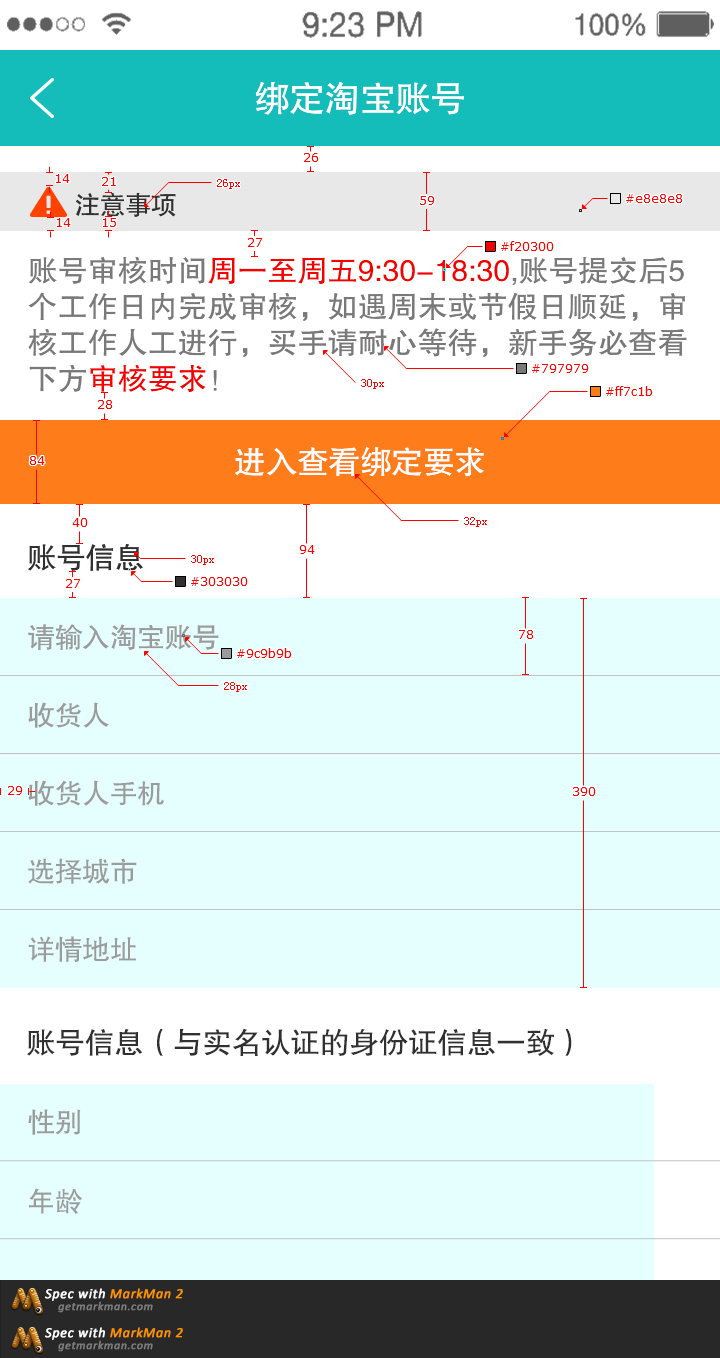 9:23 PM
100%
绑定淘宝账号
26
14
21
26px
注意事项
59
#e8e8e8
14
15
27
#f20300
账号审核时间周一至周五9:30-18:30,账号提交后5
个工作日内完成审核，如遇周末或节假日顺延，审
核工作人工进行，买手请耐心等待，新手务必查看
#797979
下方审核要求！
30px
28
#ff7c1b
84
进入查看绑定要求
32px
40
94
账号信息
30px
27
#303030
请输入淘宝账号
78
#9c9b9b
28px
收货人
29
收货人手机
390
选择城市
详情地址
账号信息（与实名认证的身份证信息一致）
性别
年龄
Spec with MarkMan 2
getmarkman.com
Spec with MarkMan 2
getmarkman.com